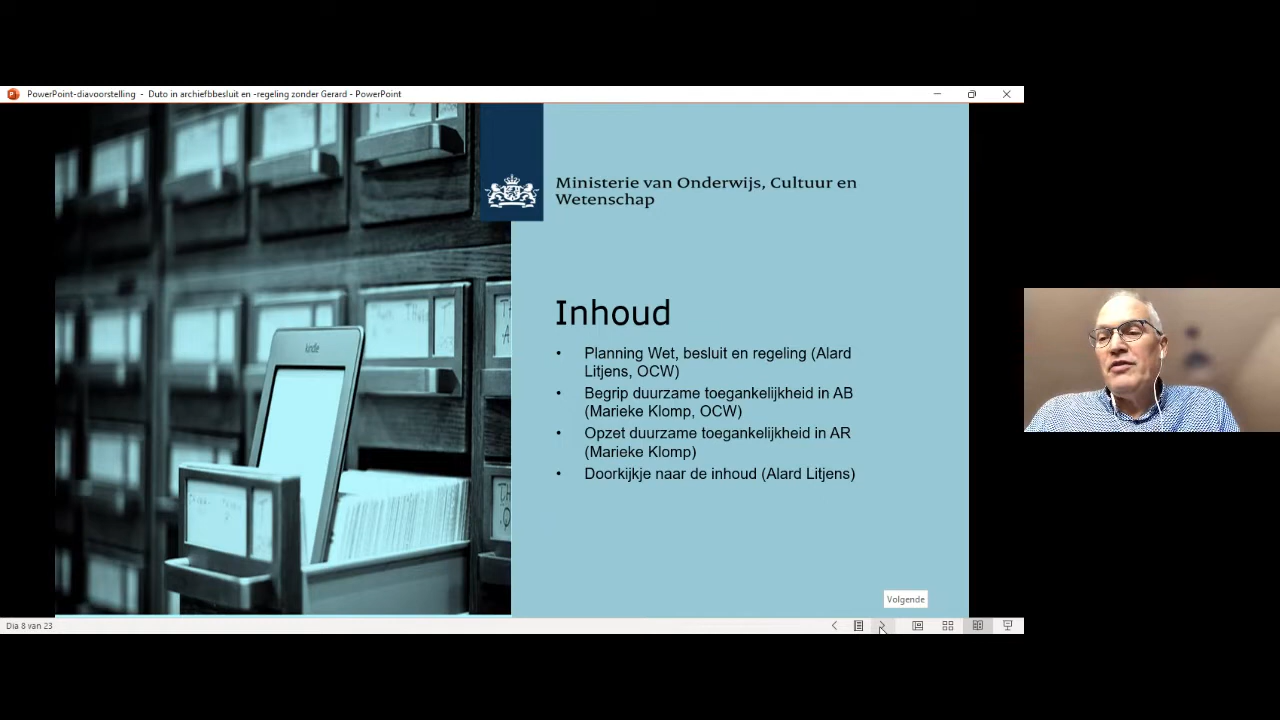 PowerPoint-diavoorstelling - Duto in archiefbbesluit en -regeling zonder Gerard - PowerPoint
Ministerie van Onderwijs, Cultuur en
Wetenschap
kindle
Inhoud
• Planning Wet, besluit en regeling (Alard
Litjens, OCW)
• Begrip duurzame toegankelijkheid in AB
(Marieke Klomp, OCW)
• Opzet duurzame toegankelijkheid in AR
(Marieke Klomp)
• Doorkijkje naar de inhoud (Alard Litjens)
Volgende
Dia 8 van 23